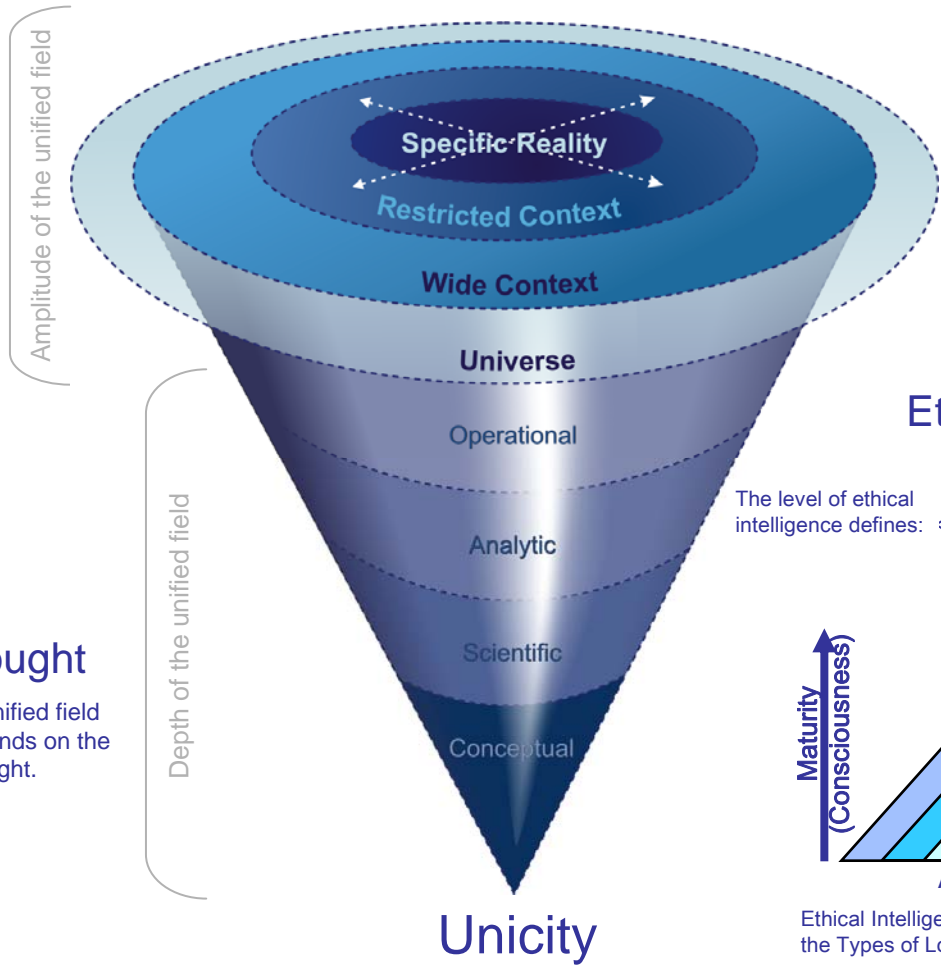 Amplitude of the unified field
Specific Reality
Restricted Context
Wide Context
Universe
Operational
Analytic
Scientific
Conceptual
Depth of the unified field
Unicity
ought
nified field
nds on the
ght.
Et
The level of ethical
intelligence defines:
Maturity
(Consciousness)
Ethical Intellige
the Types of Lo